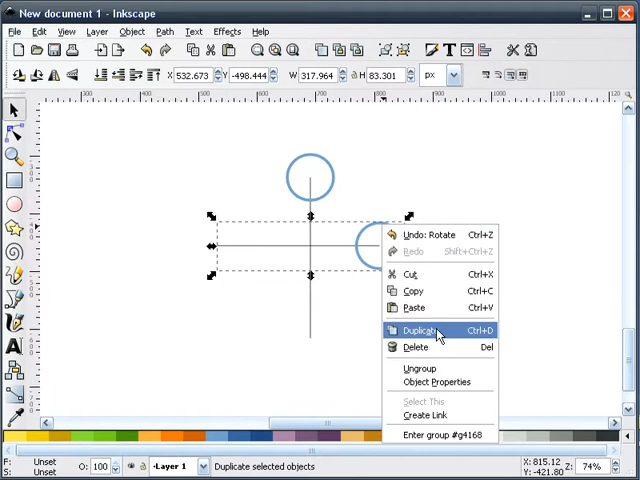 New document 1 - Inkscape
File Edit View Layer Object Path Text Effects Help
X 532.673 Y -498.444 W 317.964 H 83.301 px
Undo: Rotate Ctrl+Z
Redo Shift+Ctrl+Z
Cut Ctrl+X
Copy Ctrl+C
Paste Ctrl+V
Duplicate Ctrl+D
Delete Del
Ungroup
Object Properties
Select This
Create Link
Enter group #g4168
F: Unset
S: Unset
O: 100
Layer 1
Duplicate selected objects
X: 815.12
Y: -421.80
Z: 74%